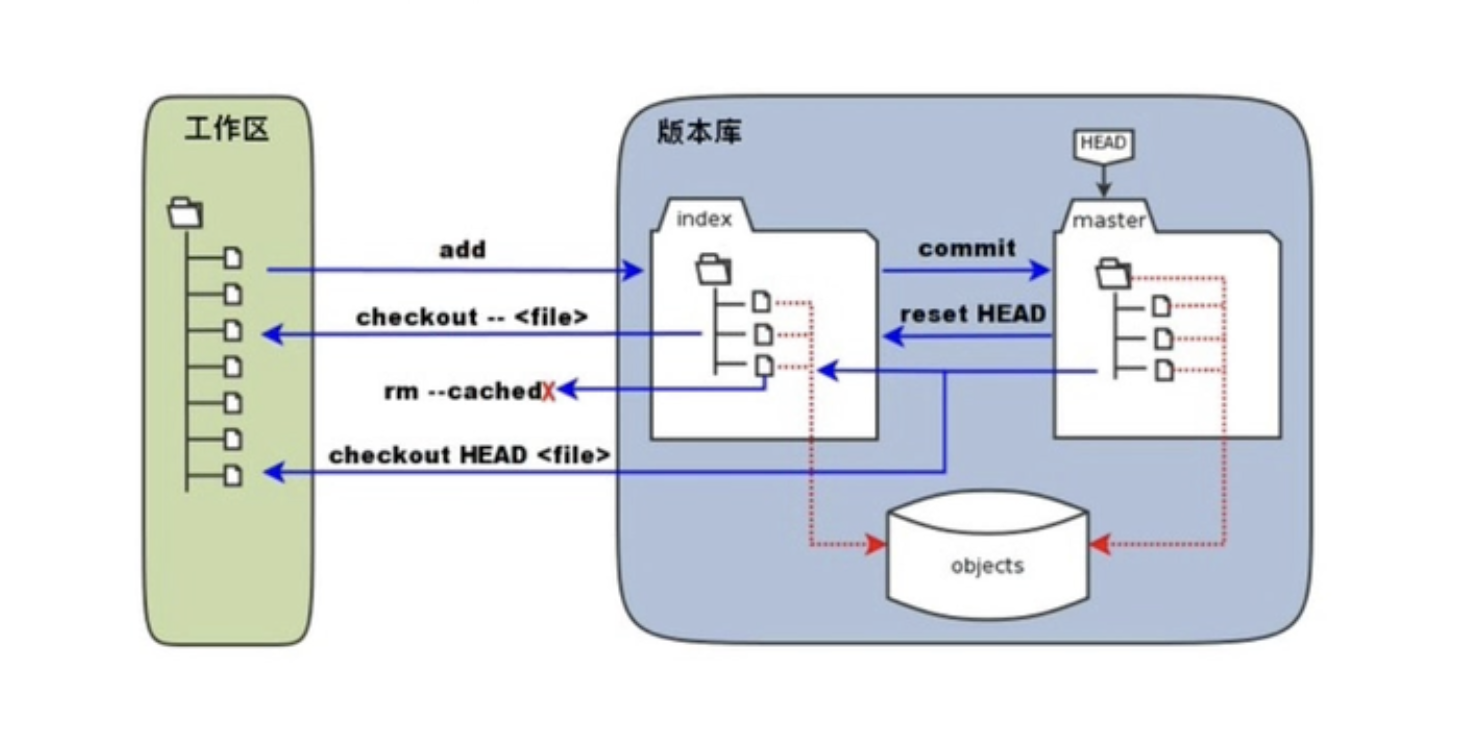 工作区
版本库
HEAD
index
master
add
commit
checkout -- <file>
reset HEAD
rm --cachedX
checkout HEAD <file>
objects